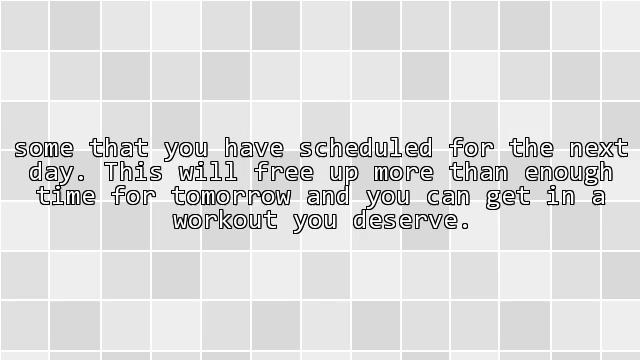 some that you have scheduled for the next
day. This will free up more than enough
time for tomorrow and you can get in a
workout you deserve.